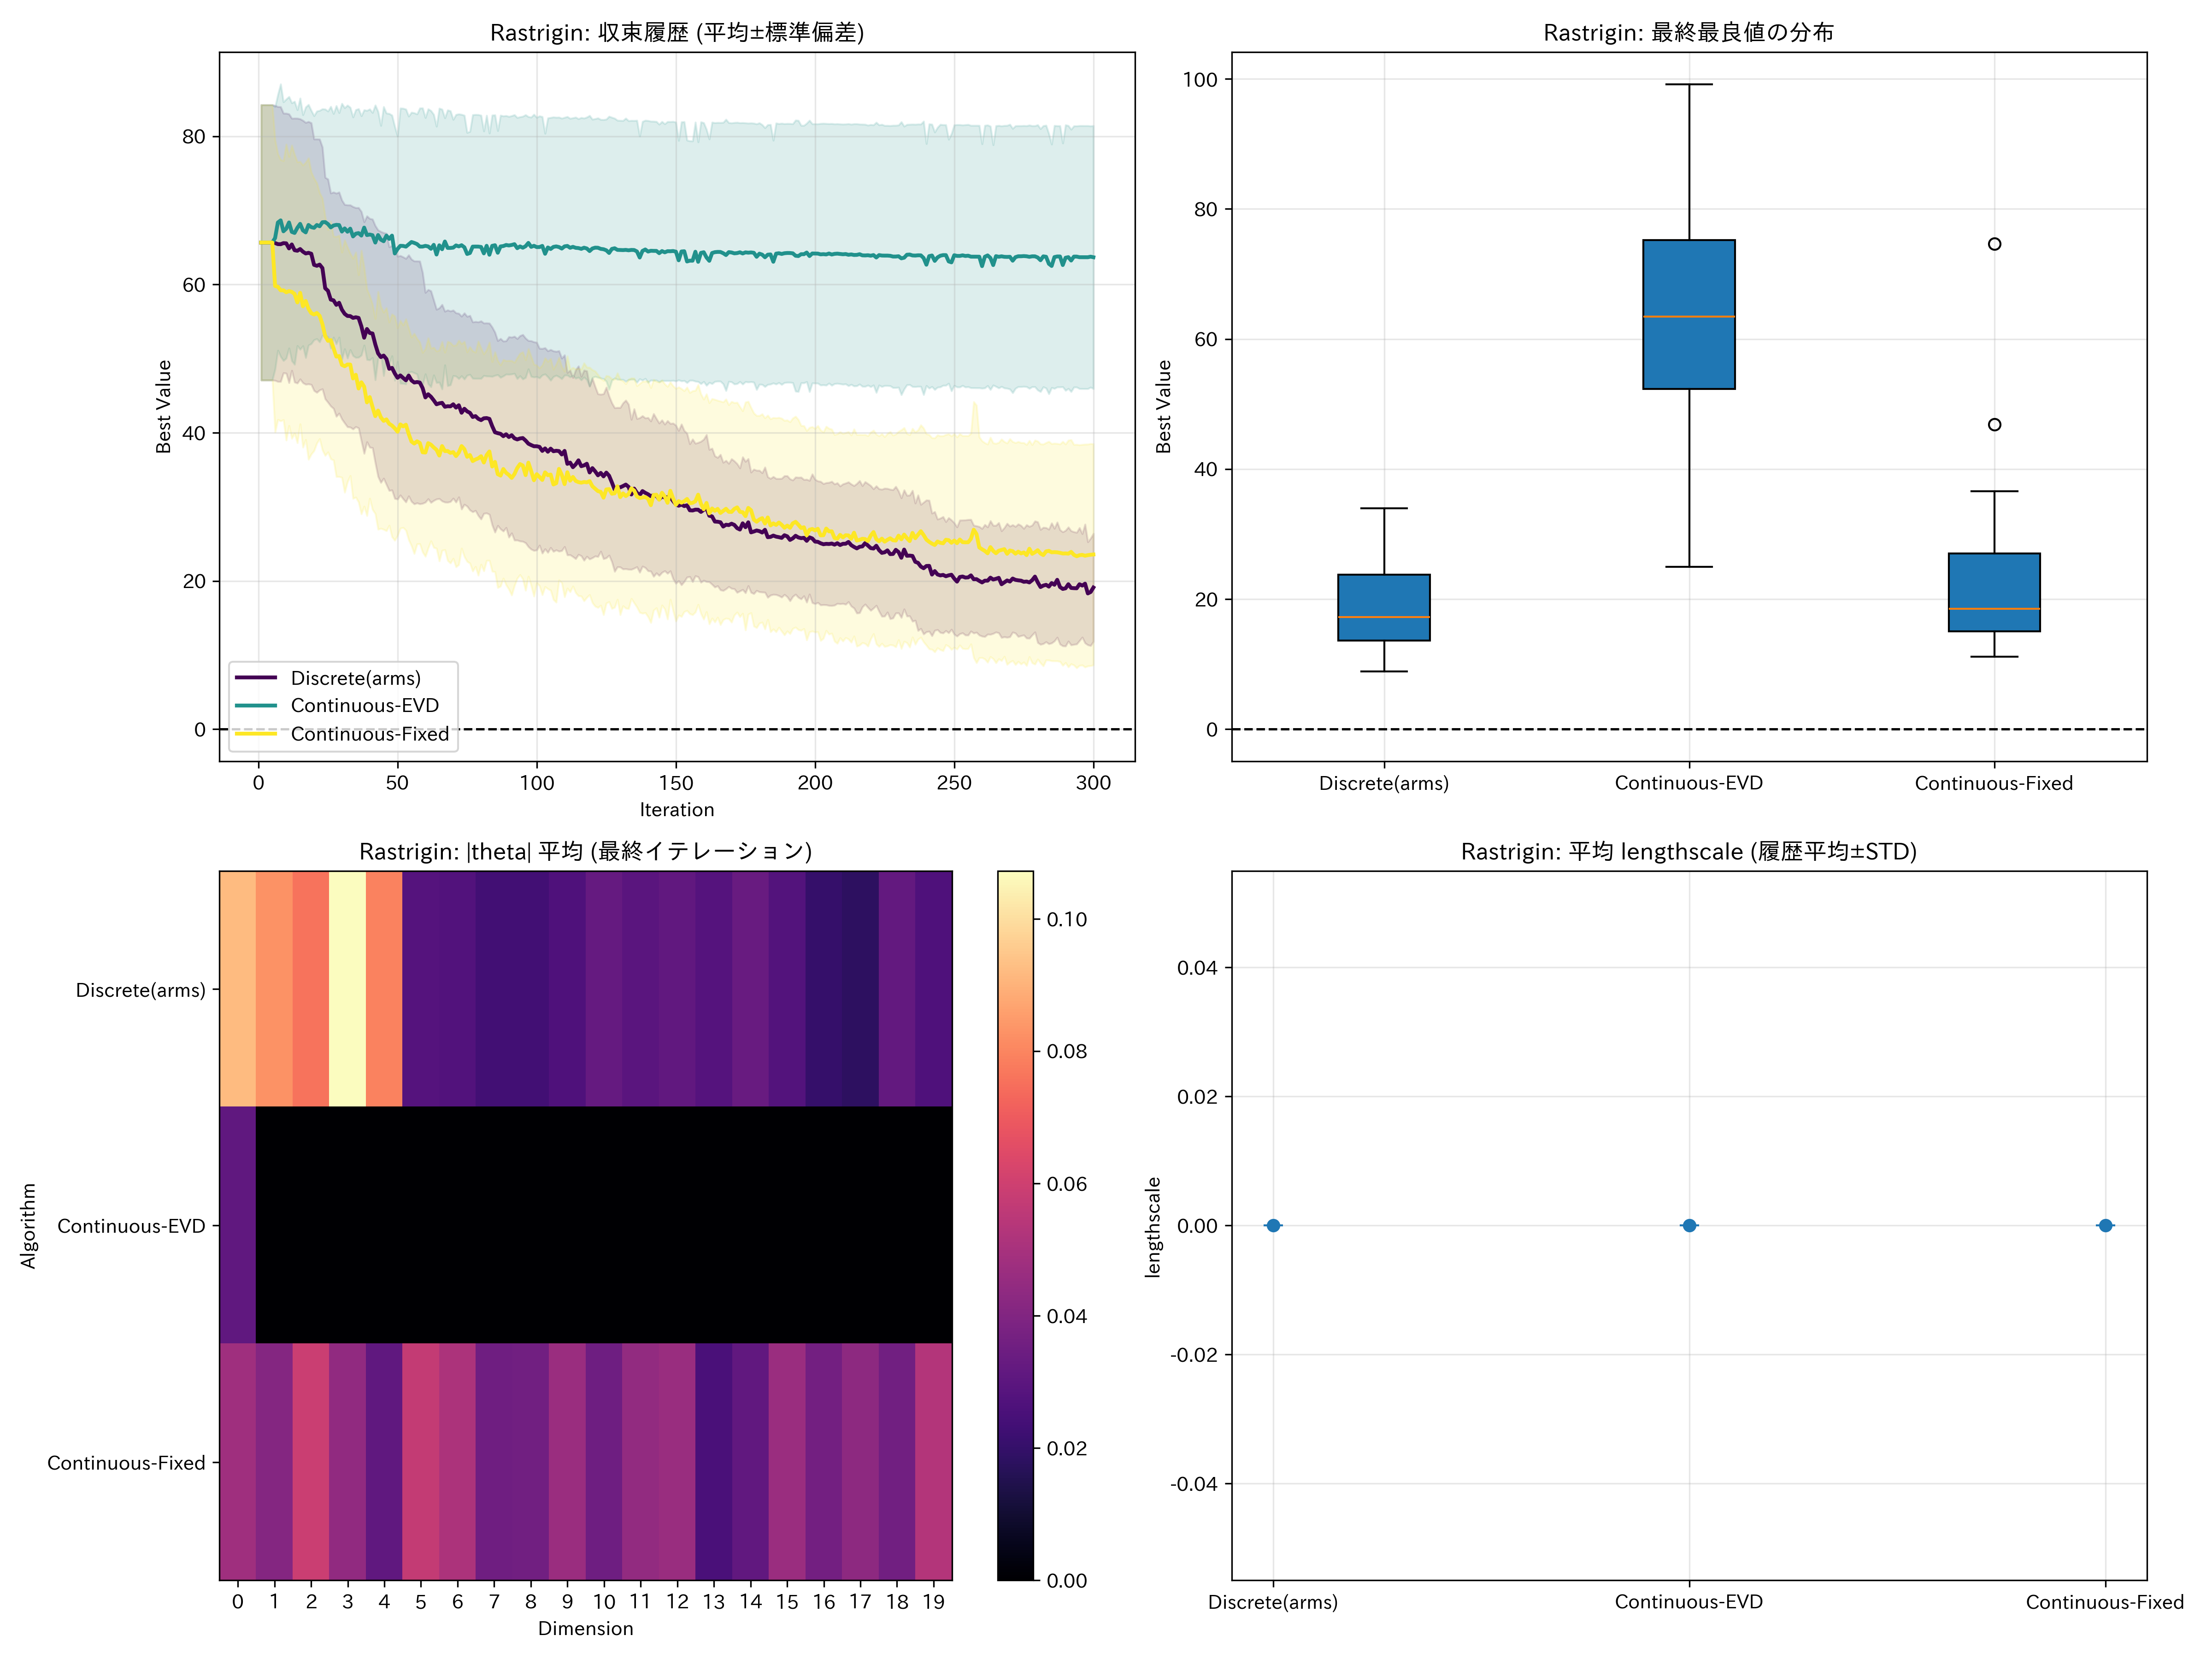 Rastrigin: 収束履歴 (平均±標準偏差)
Best Value
80
60
40
20
0
Discrete(arms)
Continuous-EVD
Continuous-Fixed
0 50 100 150 200 250 300
Iteration
Rastrigin: 最終最良値の分布
Best Value
100
80
60
40
20
0
Discrete(arms) Continuous-EVD Continuous-Fixed
Rastrigin: |theta| 平均 (最終イテレーション)
Algorithm
Discrete(arms)
Continuous-EVD
Continuous-Fixed
0 1 2 3 4 5 6 7 8 9 10 11 12 13 14 15 16 17 18 19
Dimension
0.10
0.08
0.06
0.04
0.02
0.00
Rastrigin: 平均 lengthscale (履歴平均±STD)
lengthscale
0.04
0.02
0.00
-0.02
-0.04
Discrete(arms) Continuous-EVD Continuous-Fixed